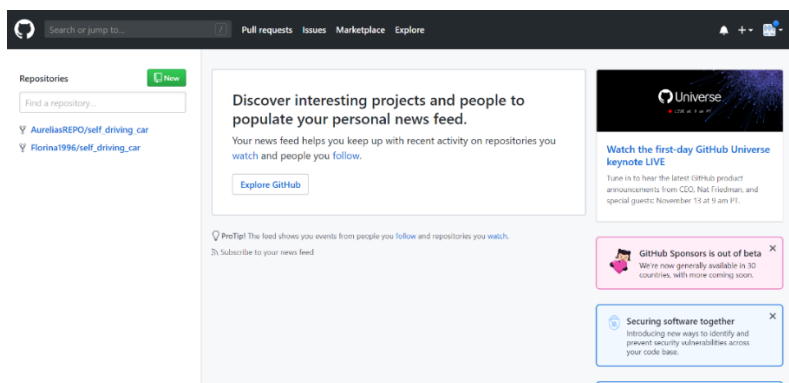 Search or jump to...
/
Pull requests Issues Marketplace Explore
Repositories
New
Find a repository...
AureliasREPO/self_driving_car
Florina1996/self_driving_car
Discover interesting projects and people to
populate your personal news feed.
Your news feed helps you keep up with recent activity on repositories you
watch and people you follow.
Explore GitHub
ProTip! The feed shows you events from people you follow and repositories you watch.
Subscribe to your news feed
Universe
Watch the first-day GitHub Universe
keynote LIVE
Tune in to hear the latest GitHub product
announcements from CEO, Nat Friedman, and
special guests: November 13 at 9 am PT.
GitHub Sponsors is out of beta
We're now generally available in 30
countries, with more coming soon.
Securing software together
Introducing new ways to identify and
prevent security vulnerabilities across
your code base.